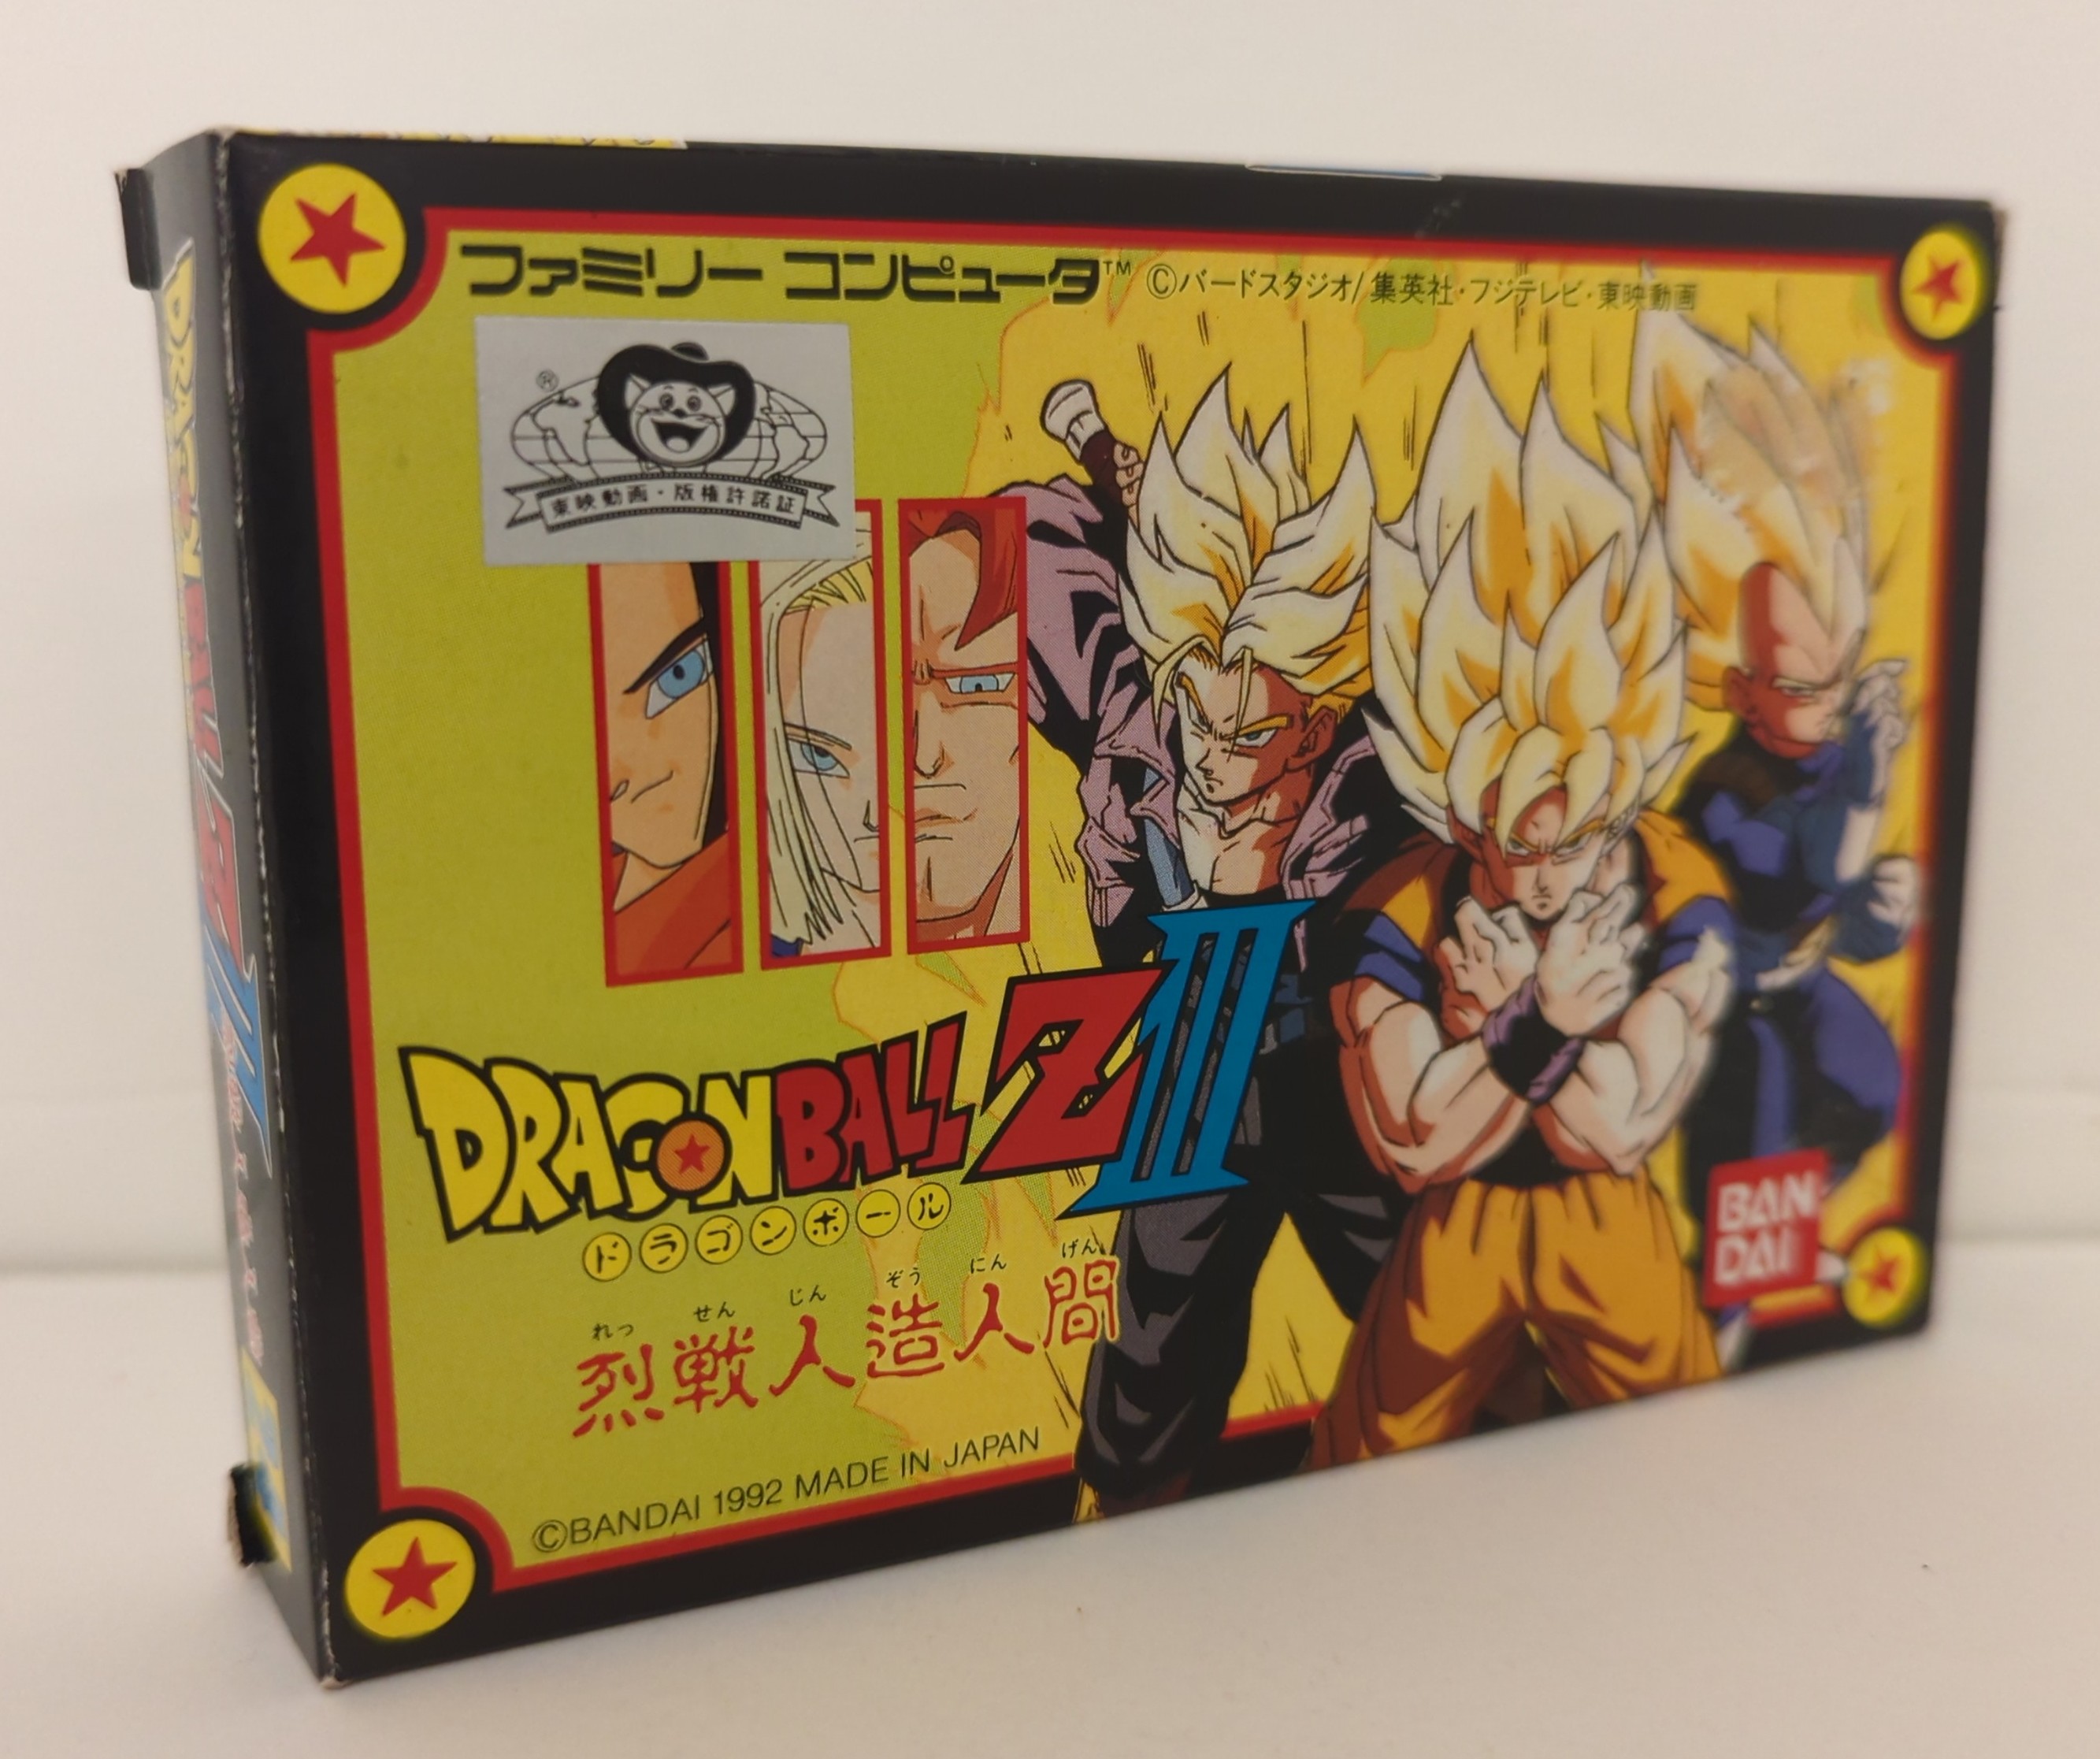 ファミリー コンピュータ™
©バードスタジオ/集英社・フジテレビ・東映動画
®
東映動画・版権許諾証
DRAGON BALL Z III
ドラゴンボール
れっ せん じん ぞう にん げん
烈戦人造人間
©BANDAI 1992 MADE IN JAPAN
BAN
DAI
DRAGON BALL Z III